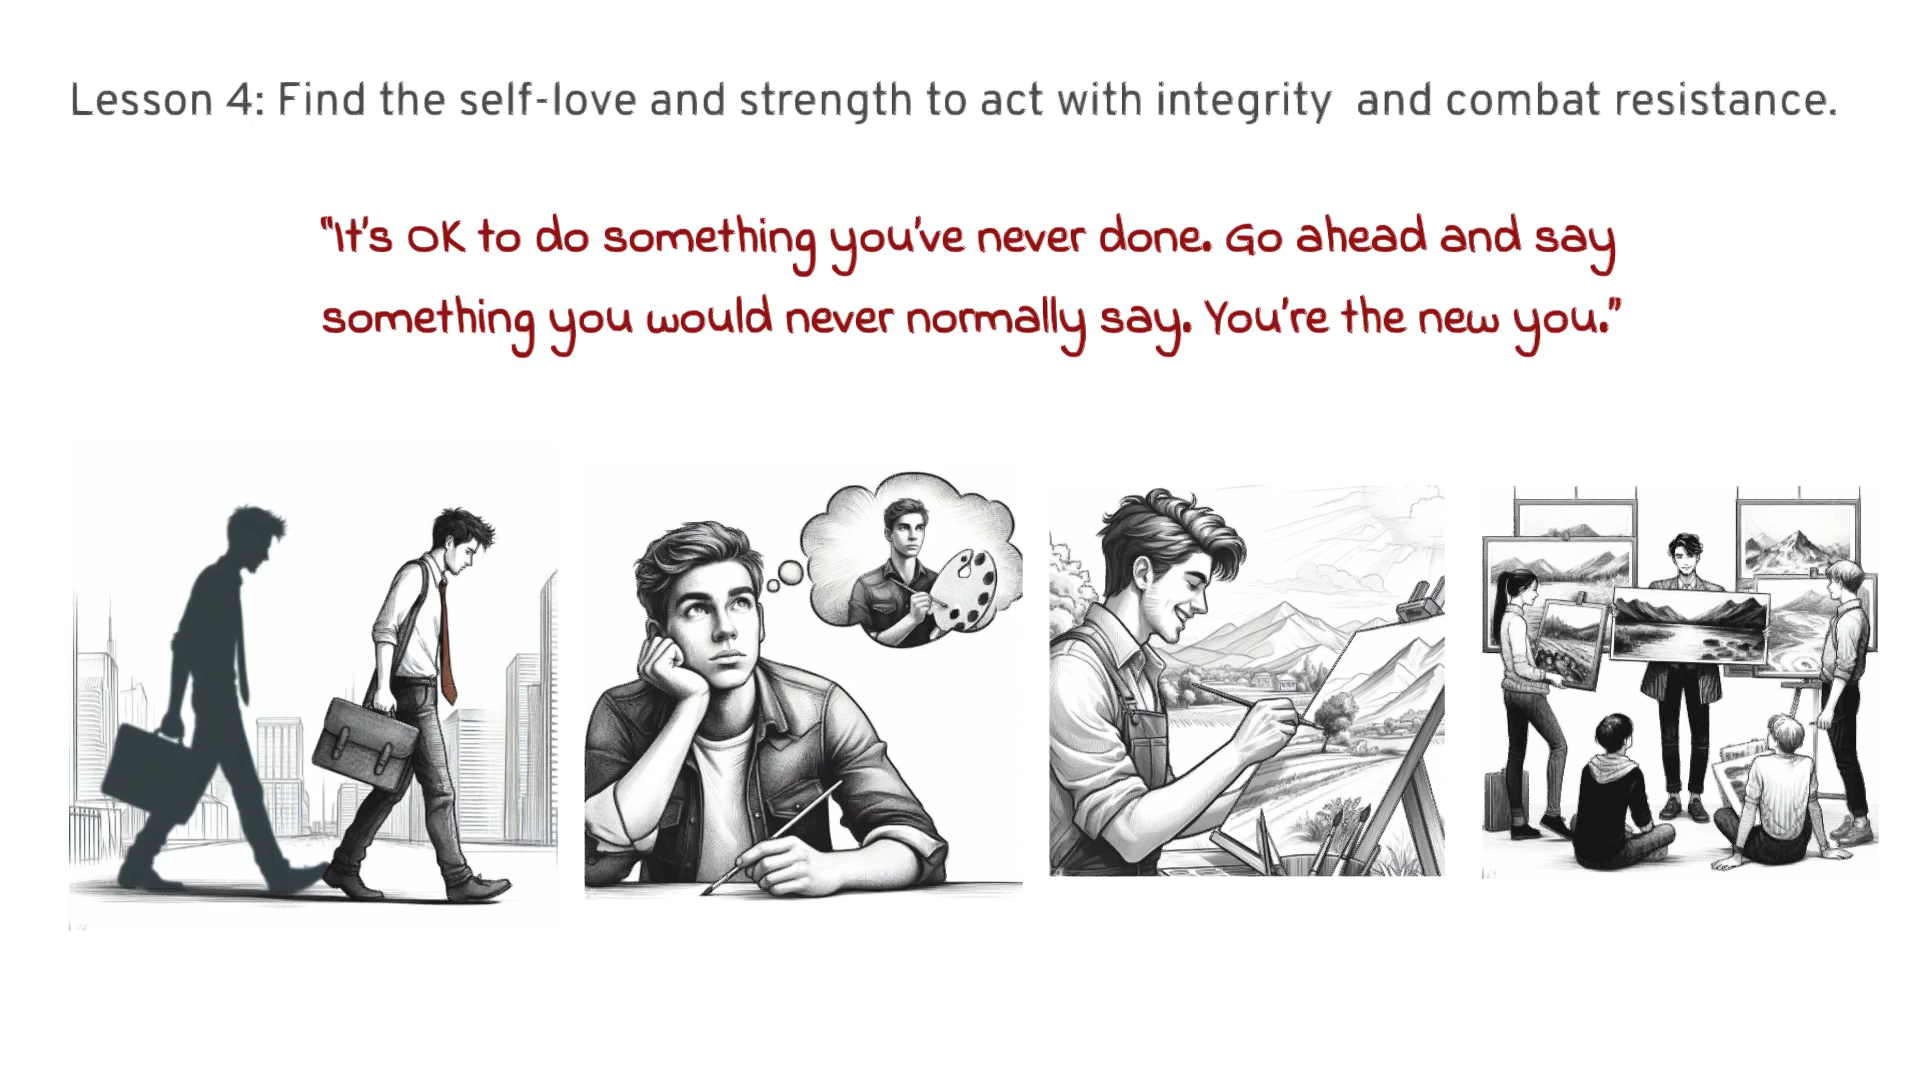 Lesson 4: Find the self-love and strength to act with integrity  and combat resistance.
"It's OK to do something you've never done. Go ahead and say
something you would never normally say. You're the new you."